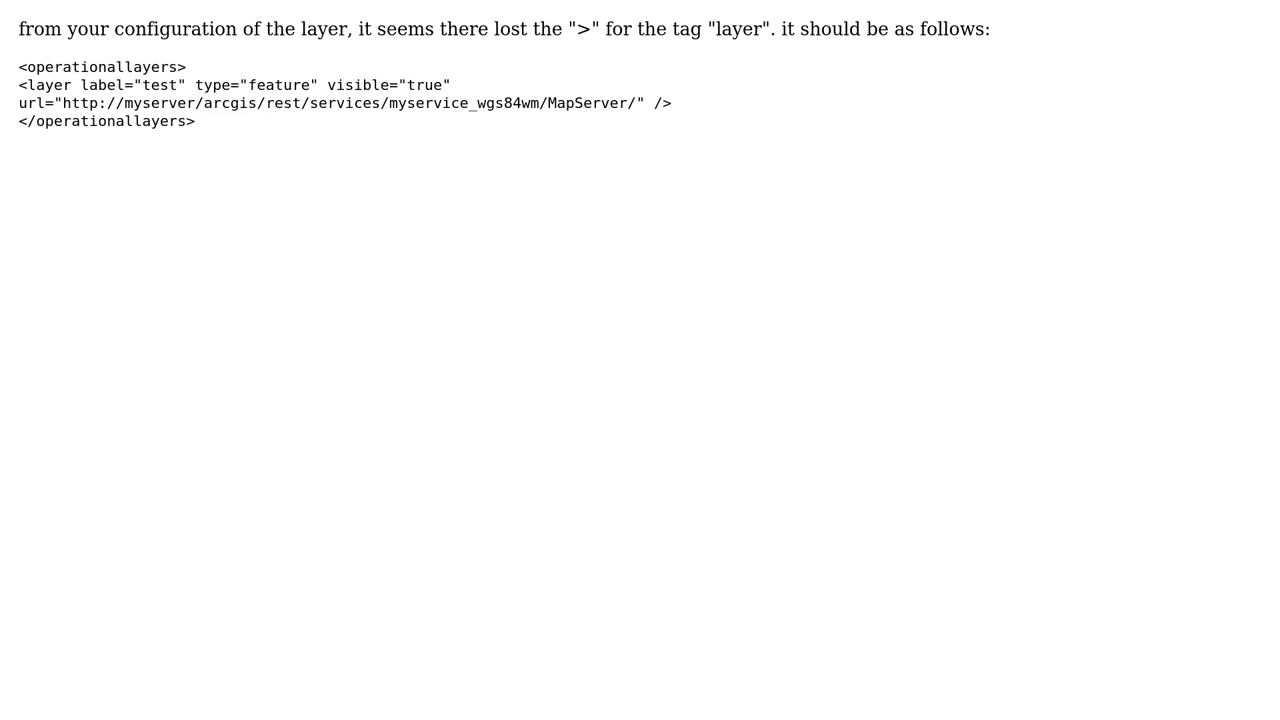 from your configuration of the layer, it seems there lost the ">" for the tag "layer". it should be as follows:
<operationallayers>
<layer label="test" type="feature" visible="true"
url="http://myserver/arcgis/rest/services/myservice_wgs84wm/MapServer/" />
</operationallayers>